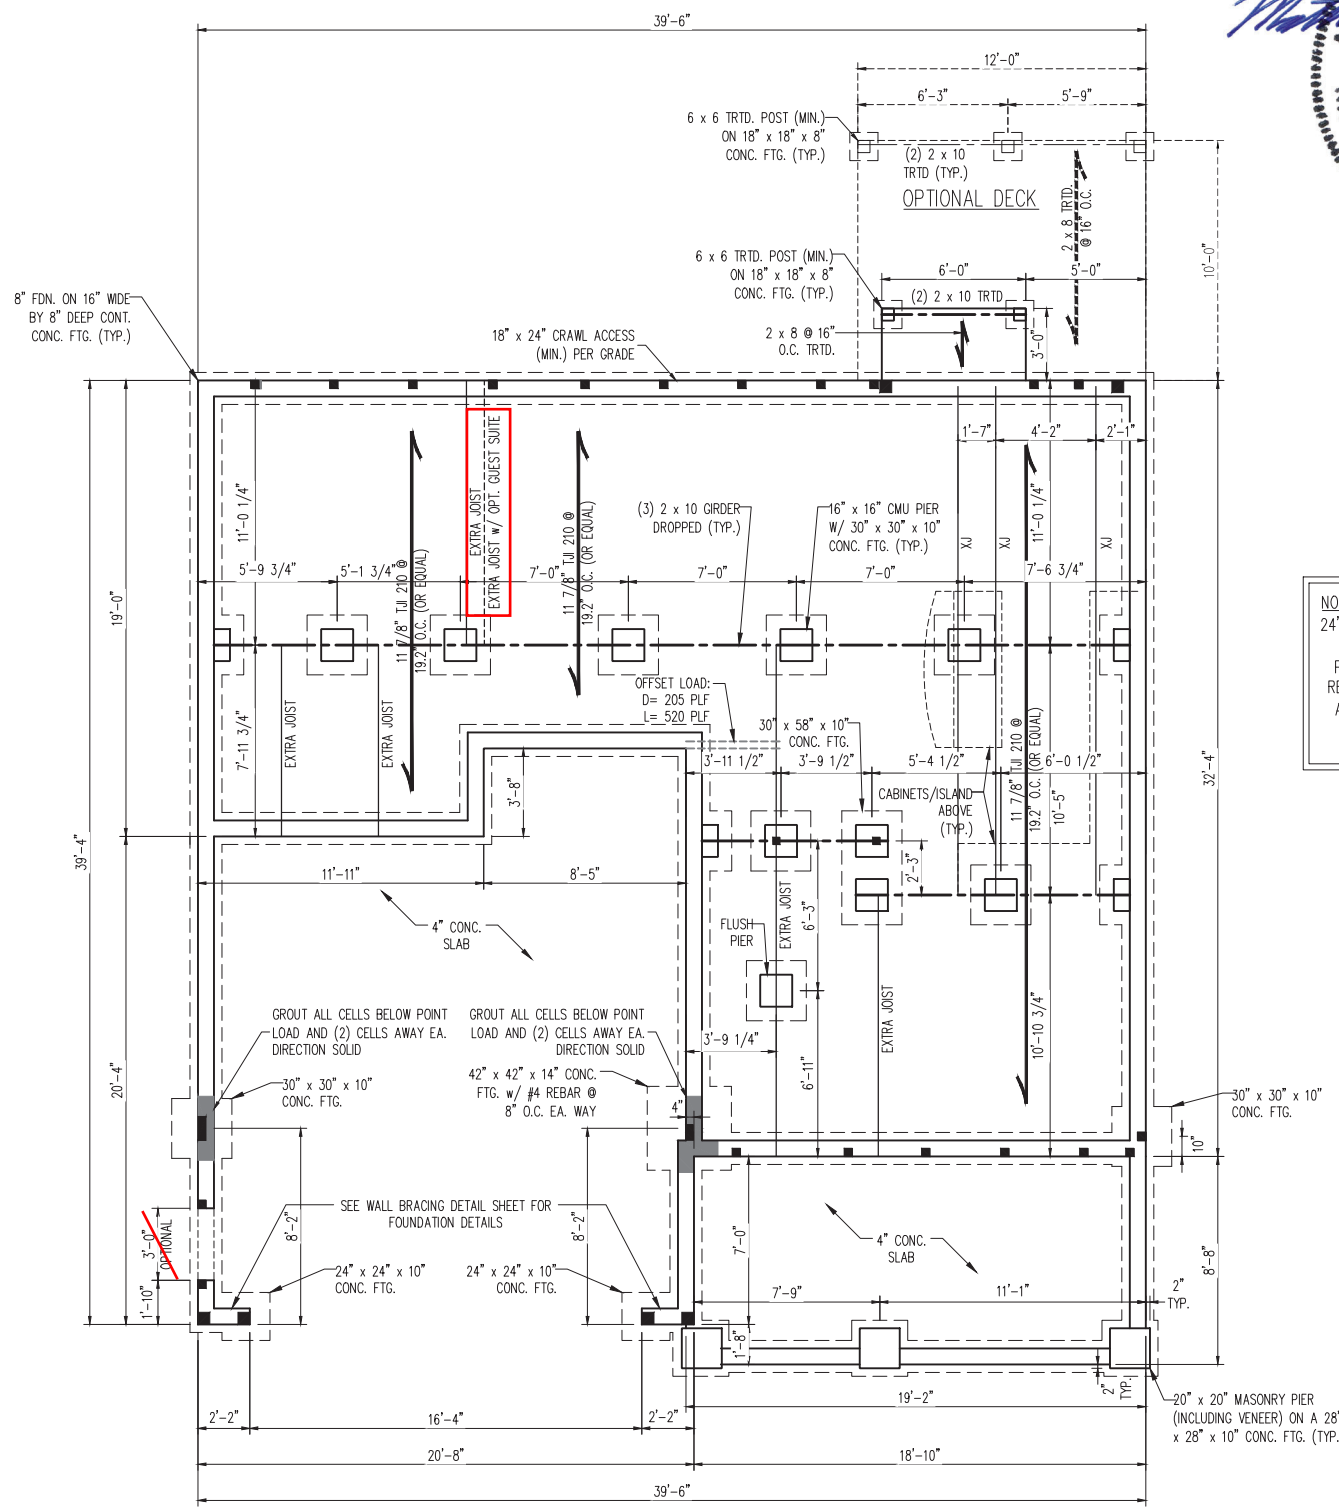 39'-6"
12'-0"
6'-3"
5'-9"
6 x 6 TRTD. POST (MIN.)
ON 18" x 18" x 8"
CONC. FTG. (TYP.)
(2) 2 x 10
TRTD (TYP.)
OPTIONAL DECK
2 x 8 TRTD.
@ 16" O.C.
10'-0"
6 x 6 TRTD. POST (MIN.)
ON 18" x 18" x 8"
CONC. FTG. (TYP.)
6'-0"
5'-0"
(2) 2 x 10 TRTD
2 x 8 @ 16"
O.C. TRTD.
3'-0"
8" FDN. ON 16" WIDE
BY 8" DEEP CONT.
CONC. FTG. (TYP.)
18" x 24" CRAWL ACCESS
(MIN.) PER GRADE
1'-7"
4'-2"
2'-1"
11'-0 1/4"
EXTRA JOIST
EXTRA JOIST w/ OPT. GUEST SUITE
11 7/8" TJI 210 @
19.2" O.C. (OR EQUAL)
11 7/8" TJI 210 @
19.2" O.C. (OR EQUAL)
(3) 2 x 10 GIRDER
DROPPED (TYP.)
16" x 16" CMU PIER
W/ 30" x 30" x 10"
CONC. FTG. (TYP.)
XJ
XJ
11'-0 1/4"
XJ
5'-9 3/4"
5'-1 3/4"
7'-0"
7'-0"
7'-0"
7'-6 3/4"
19'-0"
NO
24'
RE
A
OFFSET LOAD:
D= 205 PLF
L= 520 PLF
7'-11 3/4"
EXTRA JOIST
EXTRA JOIST
30" x 58" x 10"
CONC. FTG.
3'-11 1/2"
3'-9 1/2"
5'-4 1/2"
6'-0 1/2"
11 7/8" TJI 210 @
19.2" O.C. (OR EQUAL)
3'-8"
CABINETS/ISLAND
ABOVE
(TYP.)
10'-5"
32'-4"
39'-4"
11'-11"
8'-5"
2'-3"
4" CONC.
SLAB
FLUSH
PIER
EXTRA JOIST
6'-3"
GROUT ALL CELLS BELOW POINT
LOAD AND (2) CELLS AWAY EA.
DIRECTION SOLID
GROUT ALL CELLS BELOW POINT
LOAD AND (2) CELLS AWAY EA.
DIRECTION SOLID
EXTRA JOIST
10'-10 3/4"
3'-9 1/4"
6'-11"
20'-4"
30" x 30" x 10"
CONC. FTG.
42" x 42" x 14" CONC.
FTG. w/ #4 REBAR @
8" O.C. EA. WAY
4"
30" x 30" x 10"
CONC. FTG.
10"
SEE WALL BRACING DETAIL SHEET FOR
FOUNDATION DETAILS
8'-2"
8'-2"
3'-0"
OPTIONAL
1'-10"
24" x 24" x 10"
CONC. FTG.
24" x 24" x 10"
CONC. FTG.
7'-0"
4" CONC.
SLAB
8'-8"
7'-9"
11'-1"
2"
TYP.
1'-8"
2"
TYP.
2'-2"
16'-4"
2'-2"
19'-2"
20" x 20" MASONRY PIER
(INCLUDING VENEER) ON A 28"
x 28" x 10" CONC. FTG. (TYP.
20'-8"
18'-10"
39'-6"